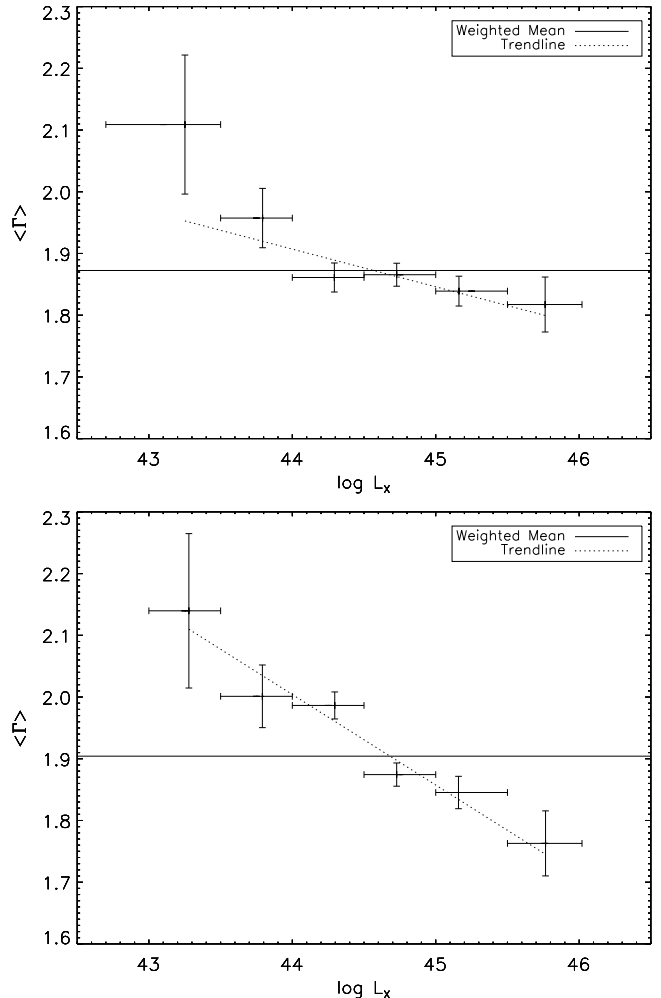 2.3
Weighted Mean
Trendline
2.2
2.1
2.0
<Γ>
1.9
1.8
1.7
1.6
43 44 45 46
log Lx
2.3
Weighted Mean
Trendline
2.2
2.1
2.0
<Γ>
1.9
1.8
1.7
1.6
43 44 45 46
log Lx